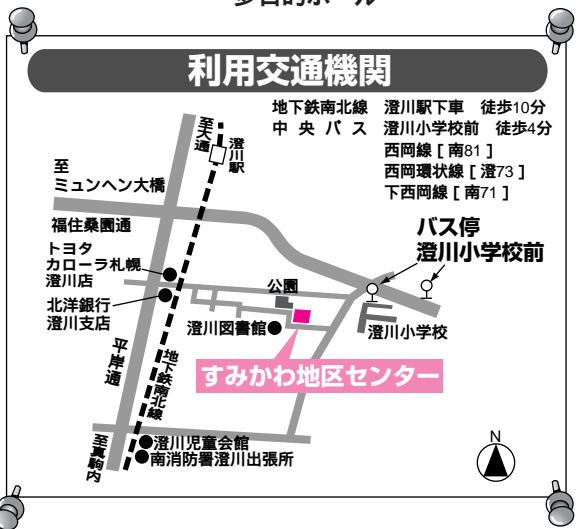 多目的ホール
利用交通機関
地下鉄南北線 澄川駅下車 徒歩10分
中央バス 澄川小学校前 徒歩4分
西岡線 [ 南81 ]
西岡環状線 [ 澄73 ]
下西岡線 [ 南71 ]
至大通
澄川駅
至
ミュンヘン大橋
福住桑園通
バス停
澄川小学校前
トヨタ
カローラ札幌
澄川店
公園
北洋銀行
澄川支店
澄川図書館
澄川小学校
すみかわ地区センター
平岸通
地下鉄南北線
至真駒内
澄川児童会館
南消防署澄川出張所
N